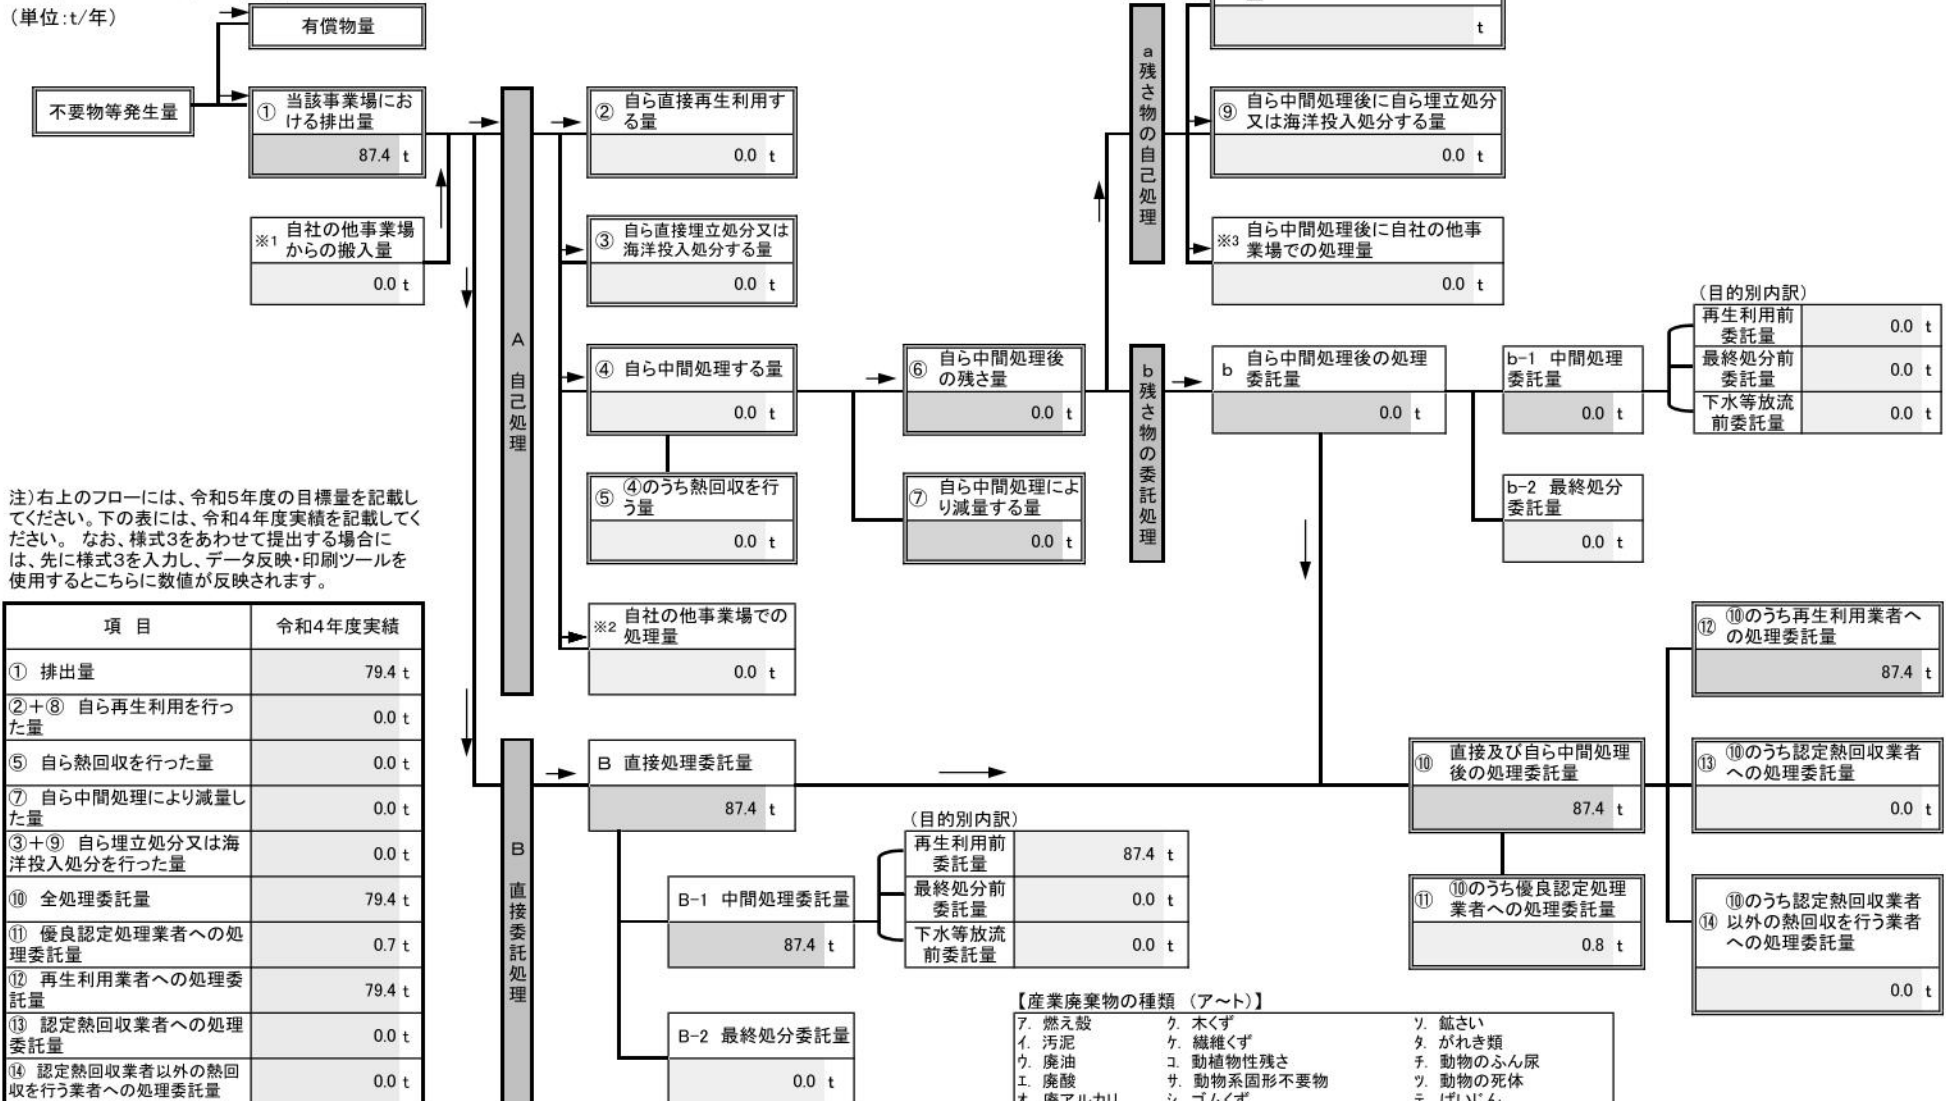 (単位:t/年)
有償物量
t
不要物等発生量
① 当該事業場にお
ける排出量
87.4 t
② 自ら直接再生利用す
る量
0.0 t
a 残さ物の自己処理
⑨ 自ら中間処理後に自ら埋立処分
又は海洋投入処分する量
0.0 t
※1 自社の他事業場
からの搬入量
0.0 t
③ 自ら直接埋立処分又は
海洋投入処分する量
0.0 t
※3 自ら中間処理後に自社の他事
業場での処理量
0.0 t
A 自己処理
④ 自ら中間処理する量
0.0 t
⑥ 自ら中間処理後
の残さ量
0.0 t
b 残さ物の委託処理
b 自ら中間処理後の処理
委託量
0.0 t
b-1 中間処理
委託量
0.0 t
(目的別内訳)
再生利用前
委託量
0.0 t
最終処分前
委託量
0.0 t
下水等放流
前委託量
0.0 t
⑤ ④のうち熱回収を行
う量
0.0 t
⑦ 自ら中間処理によ
り減量する量
0.0 t
b-2 最終処分
委託量
0.0 t
注)右上のフローには、令和5年度の目標量を記載し
てください。下の表には、令和4年度実績を記載してく
ださい。 なお、様式3をあわせて提出する場合に
は、先に様式3を入力し、データ反映・印刷ツールを
使用するとこちらに数値が反映されます。
※2 自社の他事業場での
処理量
0.0 t
項 目 令和4年度実績
① 排出量 79.4 t
②+⑧ 自ら再生利用を行っ
た量 0.0 t
⑤ 自ら熱回収を行った量 0.0 t
⑦ 自ら中間処理により減量し
た量 0.0 t
③+⑨ 自ら埋立処分又は海
洋投入処分を行った量 0.0 t
⑩ 全処理委託量 79.4 t
⑪ 優良認定処理業者への処
理委託量 0.7 t
⑫ 再生利用業者への処理委
託量 79.4 t
⑬ 認定熱回収業者への処理
委託量 0.0 t
⑭ 認定熱回収業者以外の熱回
収を行う業者への処理委託量 0.0 t
B 直接委託処理
B 直接処理委託量
87.4 t
B-1 中間処理委託量
87.4 t
(目的別内訳)
再生利用前
委託量
87.4 t
最終処分前
委託量
0.0 t
下水等放流
前委託量
0.0 t
B-2 最終処分委託量
0.0 t
⑩ 直接及び自ら中間処理
後の処理委託量
87.4 t
⑪ ⑩のうち優良認定処理
業者への処理委託量
0.8 t
⑫ ⑩のうち再生利用業者へ
の処理委託量
87.4 t
⑬ ⑩のうち認定熱回収業者
への処理委託量
0.0 t
⑭ ⑩のうち認定熱回収業者
以外の熱回収を行う業者
への処理委託量
0.0 t
【産業廃棄物の種類 (ア~ト)】
ア. 燃え殻 ク. 木くず ソ. 鉱さい
イ. 汚泥 ケ. 繊維くず タ. がれき類
ウ. 廃油 コ. 動植物性残さ チ. 動物のふん尿
エ. 廃酸 サ. 動物系固形不要物 ツ. 動物の死体
オ. 廃アルカリ シ. ゴムくず テ. ばいじん